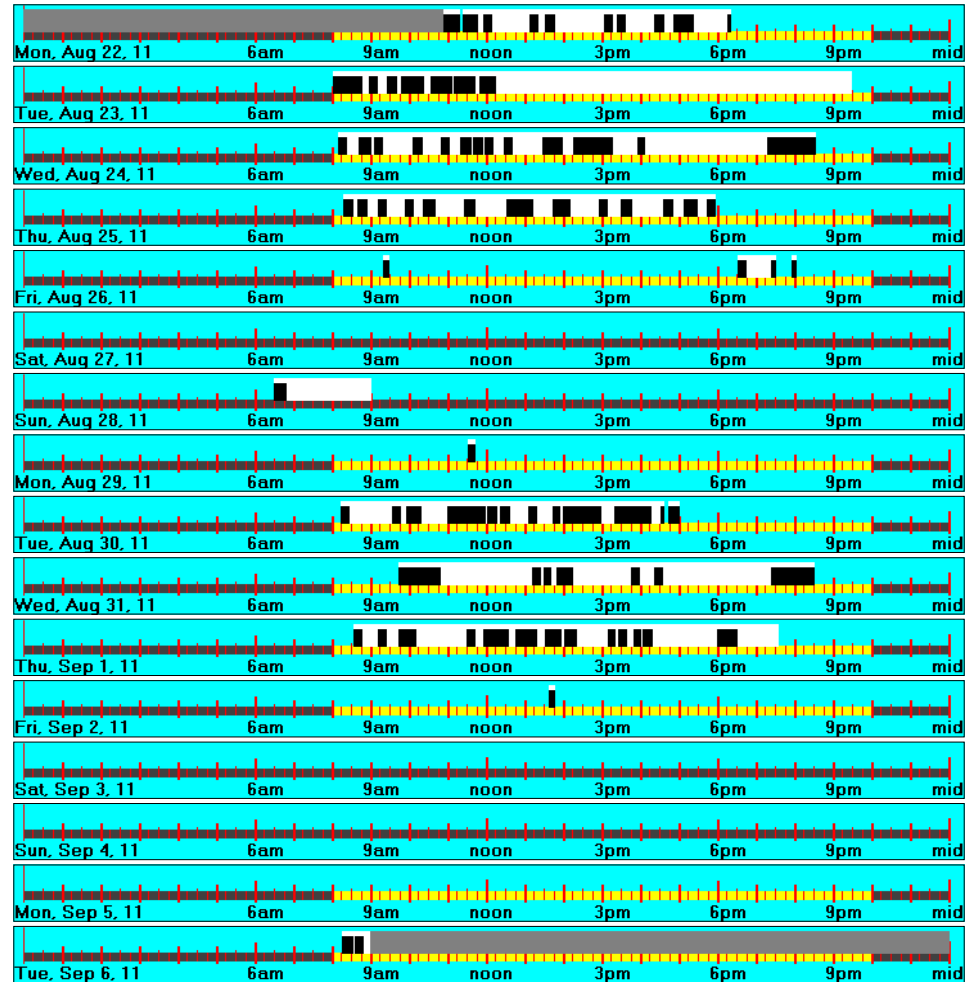 6am 9am noon 3pm 6pm 9pm mid
Mon, Aug 22, 11
6am 9am noon 3pm 6pm 9pm mid
Tue, Aug 23, 11
6am 9am noon 3pm 6pm 9pm mid
Wed, Aug 24, 11
6am 9am noon 3pm 6pm 9pm mid
Thu, Aug 25, 11
6am 9am noon 3pm 6pm 9pm mid
Fri, Aug 26, 11
6am 9am noon 3pm 6pm 9pm mid
Sat, Aug 27, 11
6am 9am noon 3pm 6pm 9pm mid
Sun, Aug 28, 11
6am 9am noon 3pm 6pm 9pm mid
Mon, Aug 29, 11
6am 9am noon 3pm 6pm 9pm mid
Tue, Aug 30, 11
6am 9am noon 3pm 6pm 9pm mid
Wed, Aug 31, 11
6am 9am noon 3pm 6pm 9pm mid
Thu, Sep 1, 11
6am 9am noon 3pm 6pm 9pm mid
Fri, Sep 2, 11
6am 9am noon 3pm 6pm 9pm mid
Sat, Sep 3, 11
6am 9am noon 3pm 6pm 9pm mid
Sun, Sep 4, 11
6am 9am noon 3pm 6pm 9pm mid
Mon, Sep 5, 11
6am 9am noon 3pm 6pm 9pm mid
Tue, Sep 6, 11